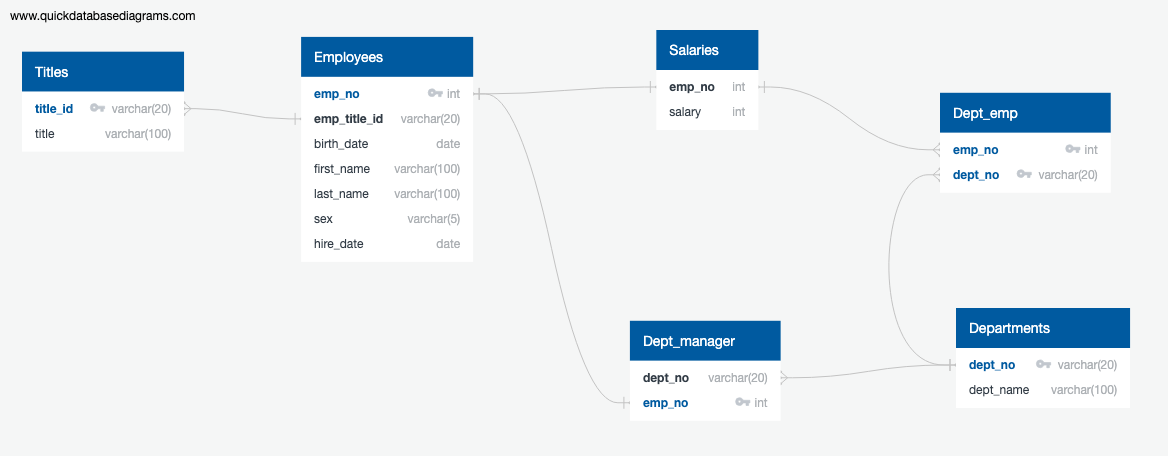 www.quickdatabasediagrams.com
Titles
title_id varchar(20)
title varchar(100)
Employees
emp_no int
emp_title_id varchar(20)
birth_date date
first_name varchar(100)
last_name varchar(100)
sex varchar(5)
hire_date date
Salaries
emp_no int
salary int
Dept_emp
emp_no int
dept_no varchar(20)
Dept_manager
dept_no varchar(20)
emp_no int
Departments
dept_no varchar(20)
dept_name varchar(100)